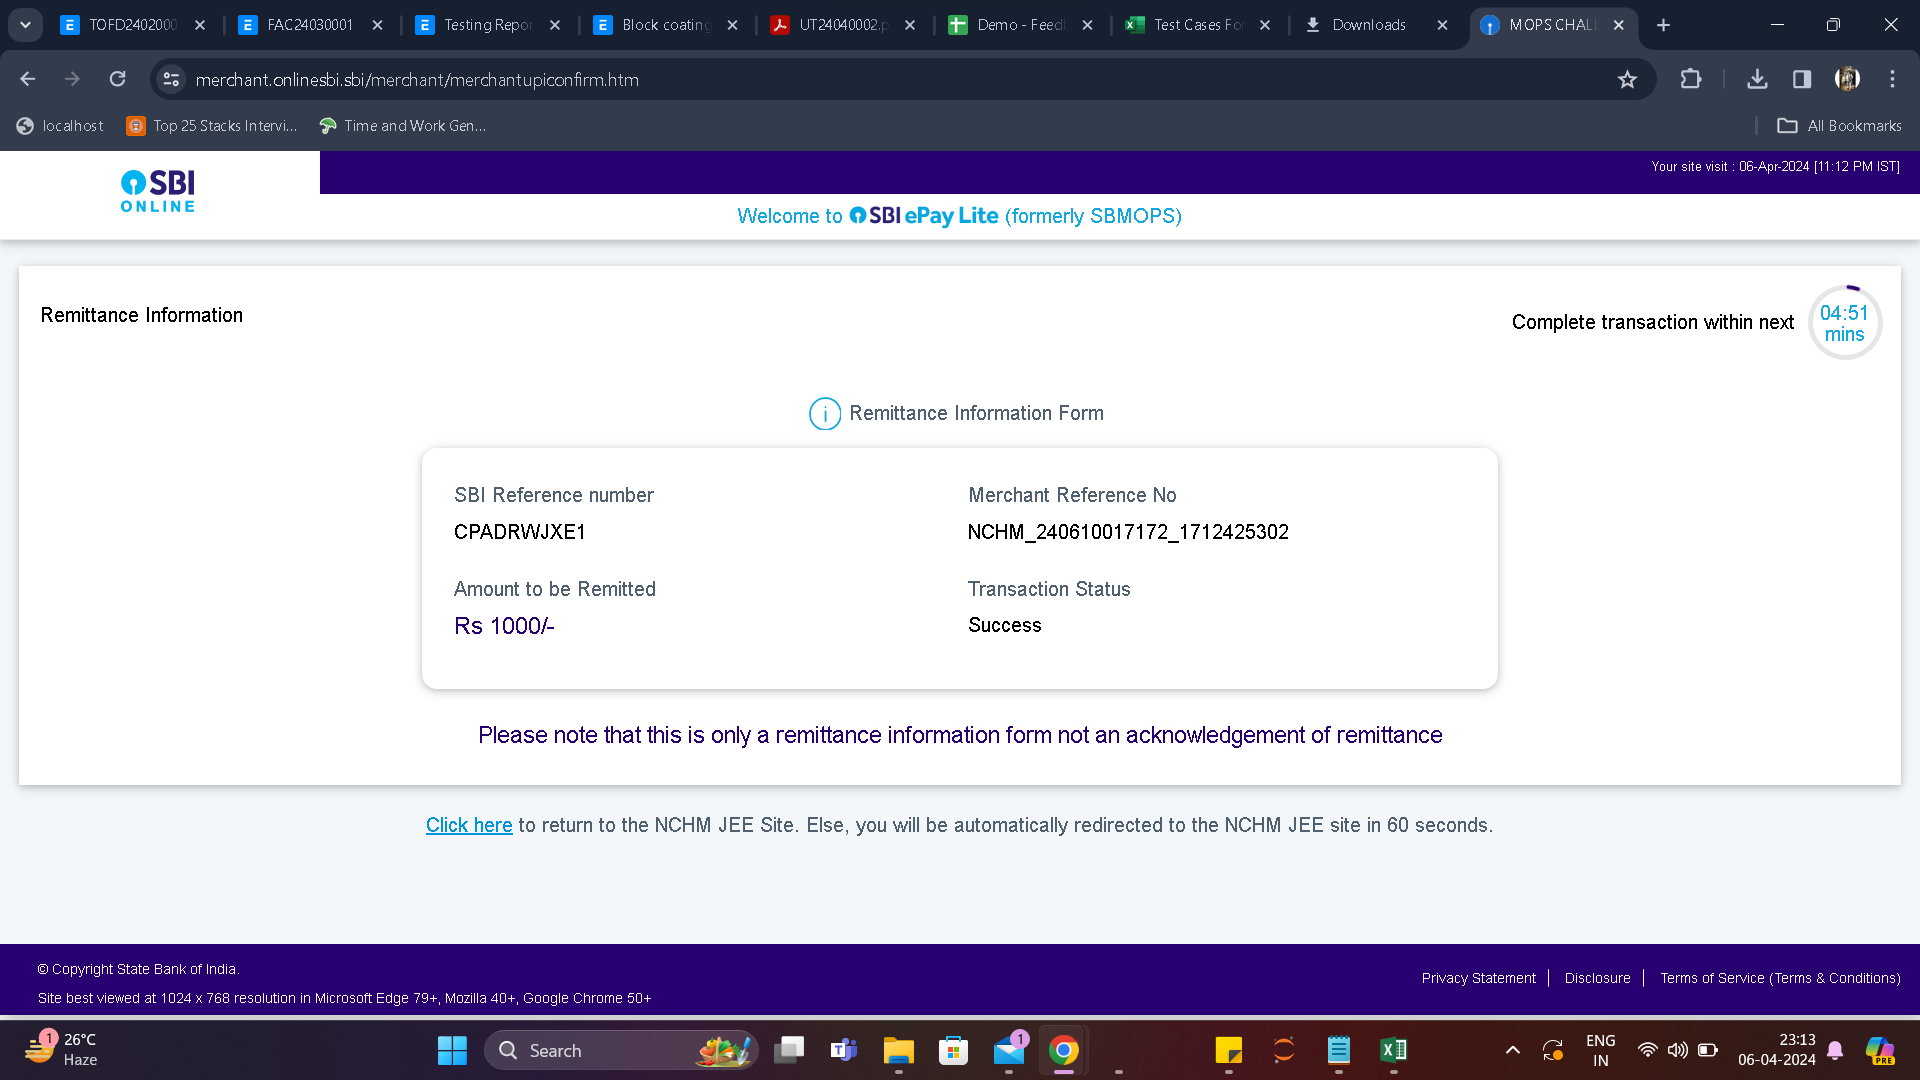 TOFD2402000
FAC24030001
Testing Repor
Block coating
UT24040002.p
Demo - Feed
Test Cases Fo
Downloads
MOPS CHAL
merchant.onlinesbi.sbi/merchant/merchantupiconfirm.htm
localhost
Top 25 Stacks Intervi...
Time and Work Gen...
All Bookmarks
SBI
ONLINE
Your site visit : 06-Apr-2024 [11:12 PM IST]
Welcome to SBI ePay Lite (formerly SBMOPS)
Remittance Information
Complete transaction within next
04:51
mins
Remittance Information Form
SBI Reference number
Merchant Reference No
CPADRWJXE1
NCHM_240610017172_1712425302
Amount to be Remitted
Transaction Status
Rs 1000/-
Success
Please note that this is only a remittance information form not an acknowledgement of remittance
Click here to return to the NCHM JEE Site. Else, you will be automatically redirected to the NCHM JEE site in 60 seconds.
© Copyright State Bank of India.
Site best viewed at 1024 x 768 resolution in Microsoft Edge 79+, Mozilla 40+, Google Chrome 50+
Privacy Statement | Disclosure | Terms of Service (Terms & Conditions)
1
26°C
Haze
Search
1
ENG
IN
23:13
06-04-2024
PRE